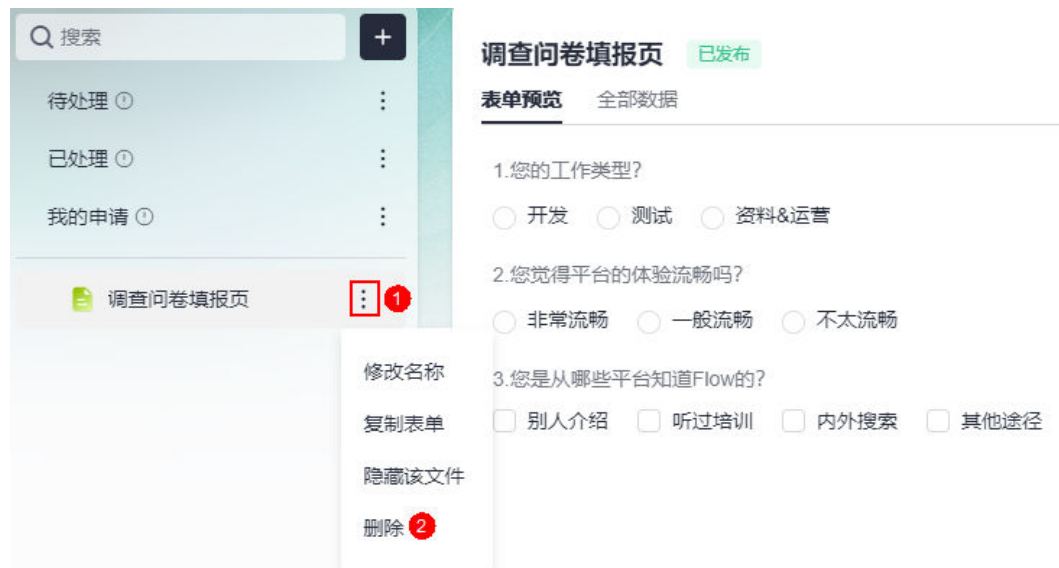 搜索
+
待处理
已处理
我的申请
调查问卷填报页
1
修改名称
复制表单
隐藏该文件
删除 2
调查问卷填报页 已发布
表单预览 全部数据
1.您的工作类型?
开发 测试 资料&运营
2.您觉得平台的体验流畅吗?
非常流畅 一般流畅 不太流畅
3.您是从哪些平台知道Flow的?
别人介绍 听过培训 内外搜索 其他途径